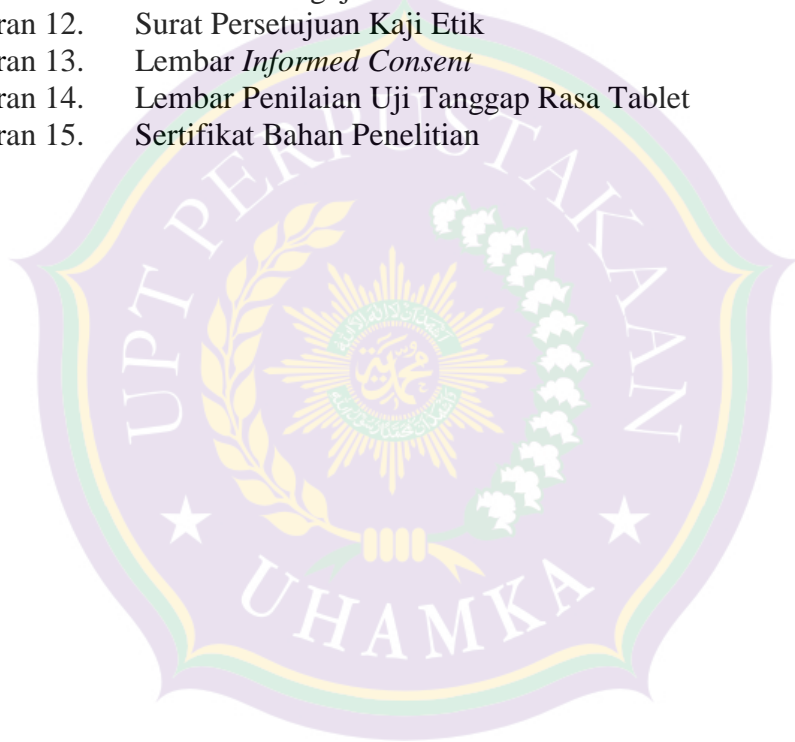 ran 12. Surat Persetujuan Kaji Etik
ran 13. Lembar Informed Consent
ran 14. Lembar Penilaian Uji Tanggap Rasa Tablet
ran 15. Sertifikat Bahan Penelitian
UPT PERPUSTAKAAN
UHAMKA